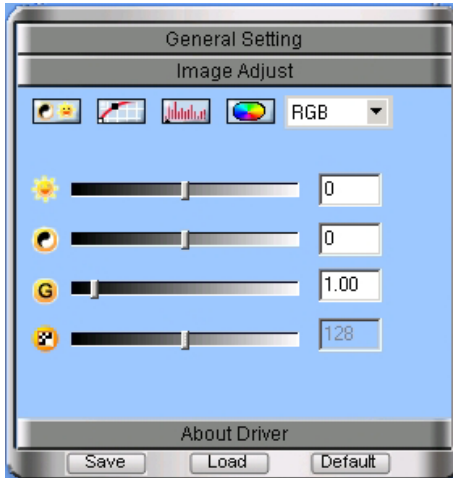 General Setting
Image Adjust
RGB
0
0
G 1.00
128
About Driver
Save Load Default